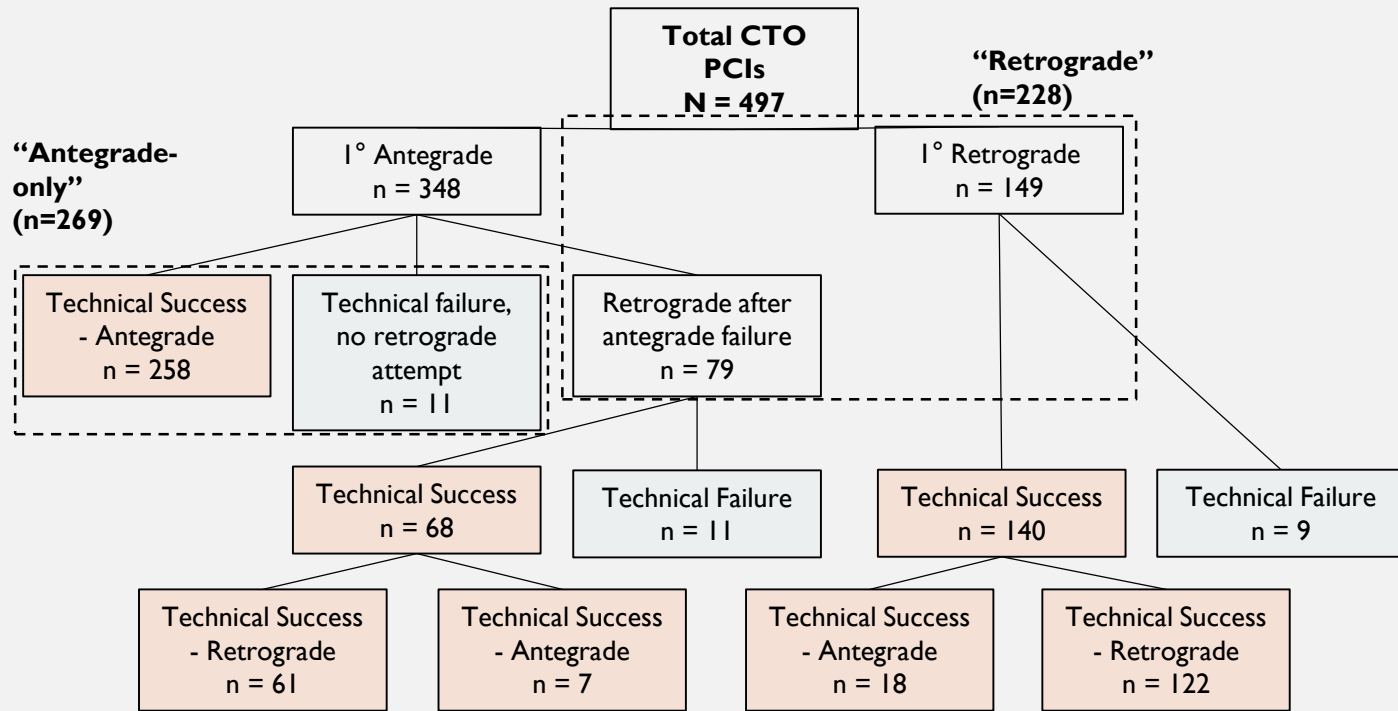 Total CTO
PCIs
N = 497
“Retrograde”
(n=228)
“Antegrade-
only”
(n=269)
1° Antegrade
n = 348
1° Retrograde
n = 149
Technical Success
- Antegrade
n = 258
Technical failure,
no retrograde
attempt
n = 11
Retrograde after
antegrade failure
n = 79
Technical Success
n = 68
Technical Failure
n = 11
Technical Success
n = 140
Technical Failure
n = 9
Technical Success
- Retrograde
n = 61
Technical Success
- Antegrade
n = 7
Technical Success
- Antegrade
n = 18
Technical Success
- Retrograde
n = 122